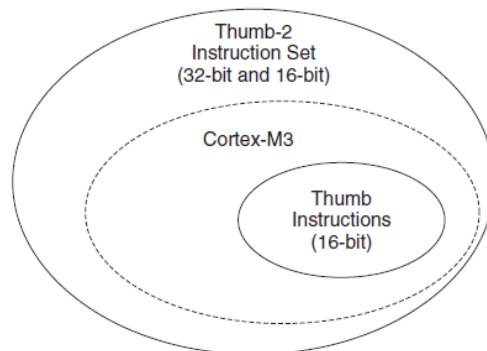 Thumb-2
Instruction Set
(32-bit and 16-bit)
Cortex-M3
Thumb
Instructions
(16-bit)